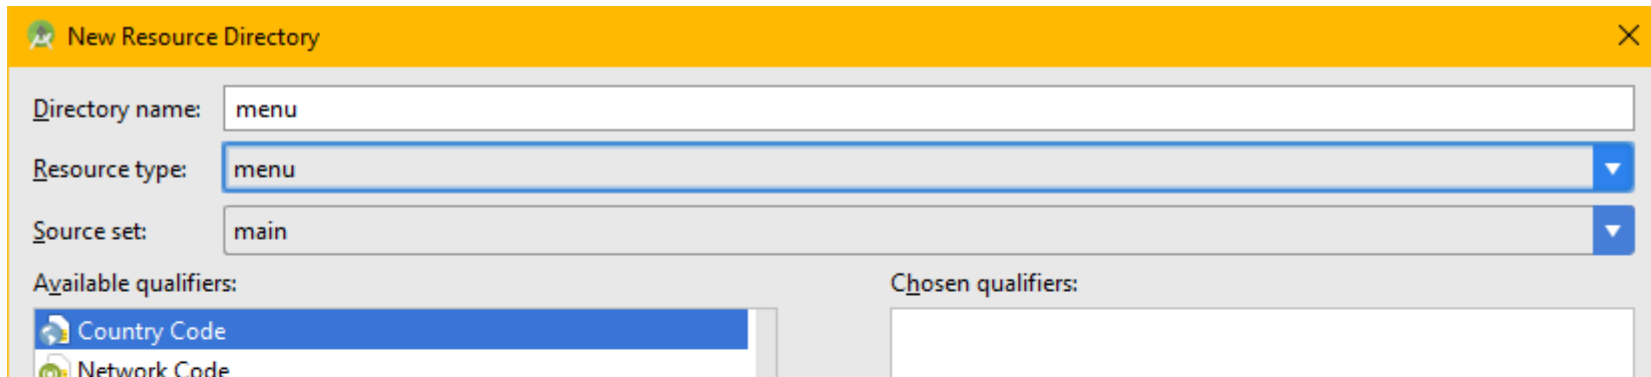 New Resource Directory
Directory name: menu
Resource type: menu
Source set: main
Available qualifiers: Chosen qualifiers:
Country Code
Network Code